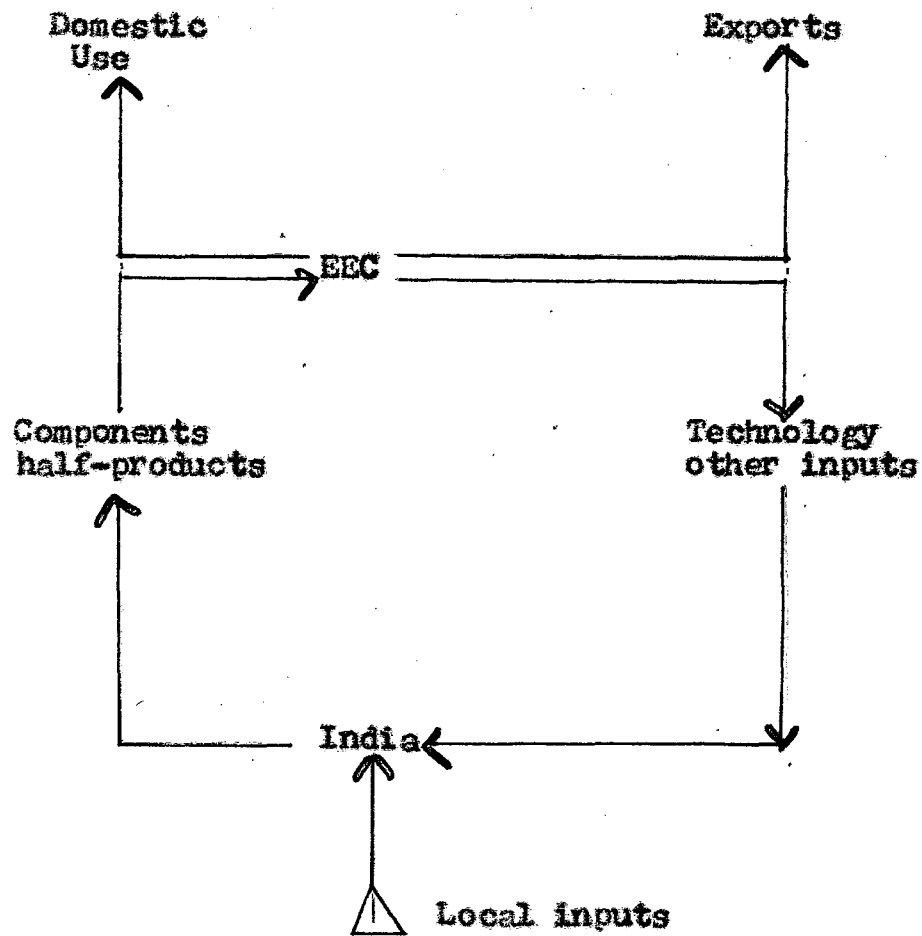 Domestic
Use
Exports
EEC
Components
half-products
Technology
other inputs
India
Local inputs